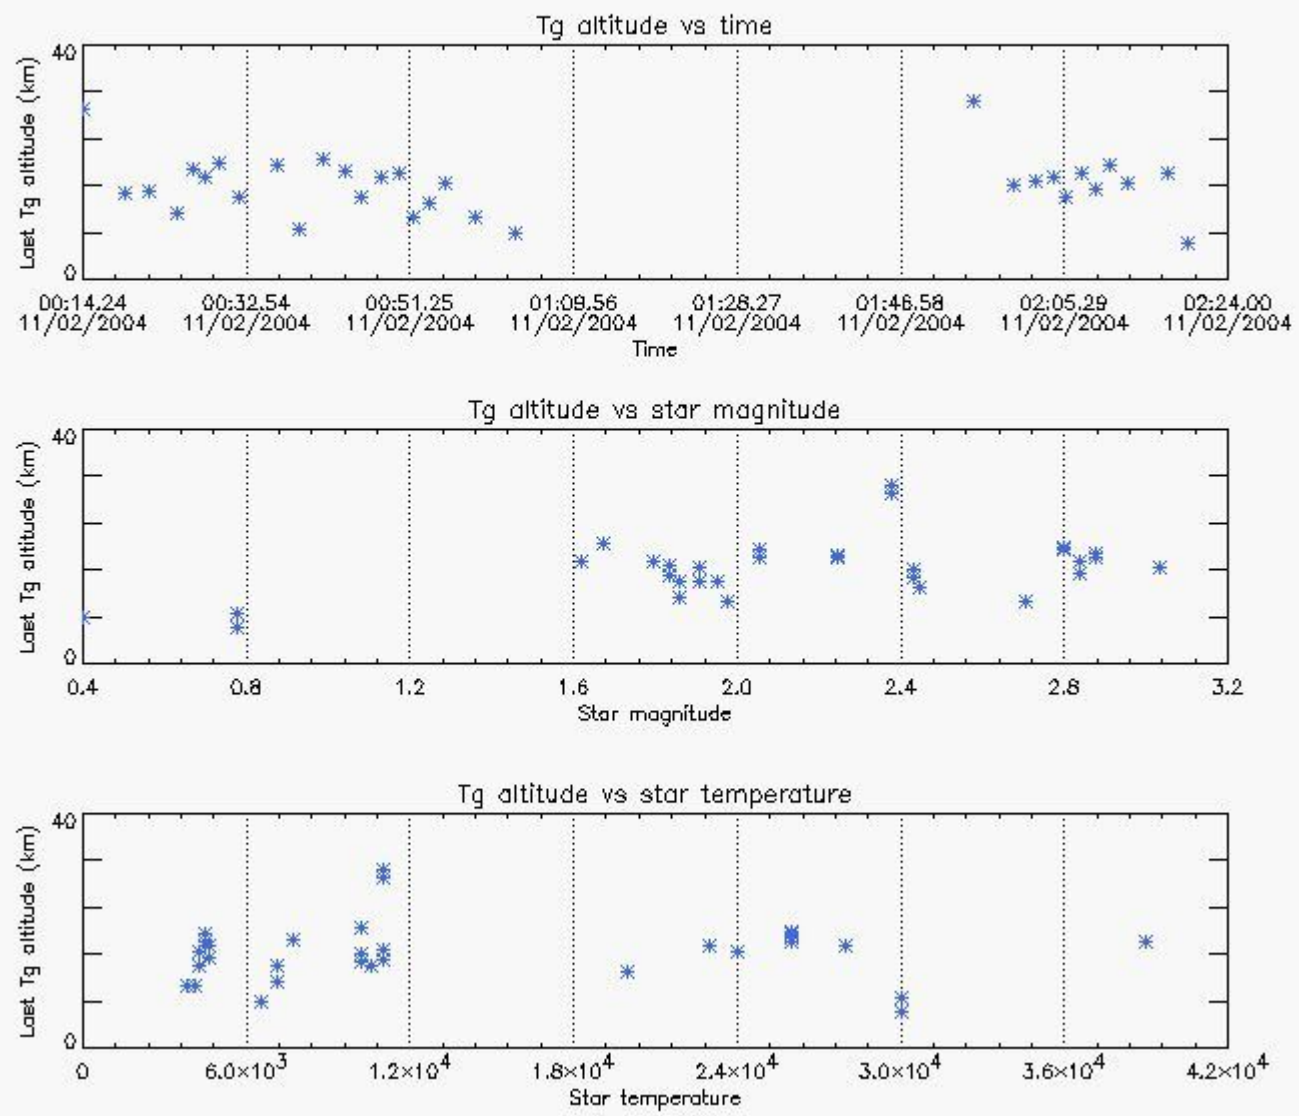 Tg altitude vs time
40
Last Tg altitude (km)
0
00:14.24 00:32.54 00:51.25 01:09.56 01:28.27 01:46.58 02:05.29 02:24.00
11/02/2004 11/02/2004 11/02/2004 11/02/2004 11/02/2004 11/02/2004 11/02/2004 11/02/2004
Time
Tg altitude vs star magnitude
40
Last Tg altitude (km)
0
0.4 0.8 1.2 1.6 2.0 2.4 2.8 3.2
Star magnitude
Tg altitude vs star temperature
40
Last Tg altitude (km)
0
0 6.0×10³ 1.2×10⁴ 1.8×10⁴ 2.4×10⁴ 3.0×10⁴ 3.6×10⁴ 4.2×10⁴
Star temperature